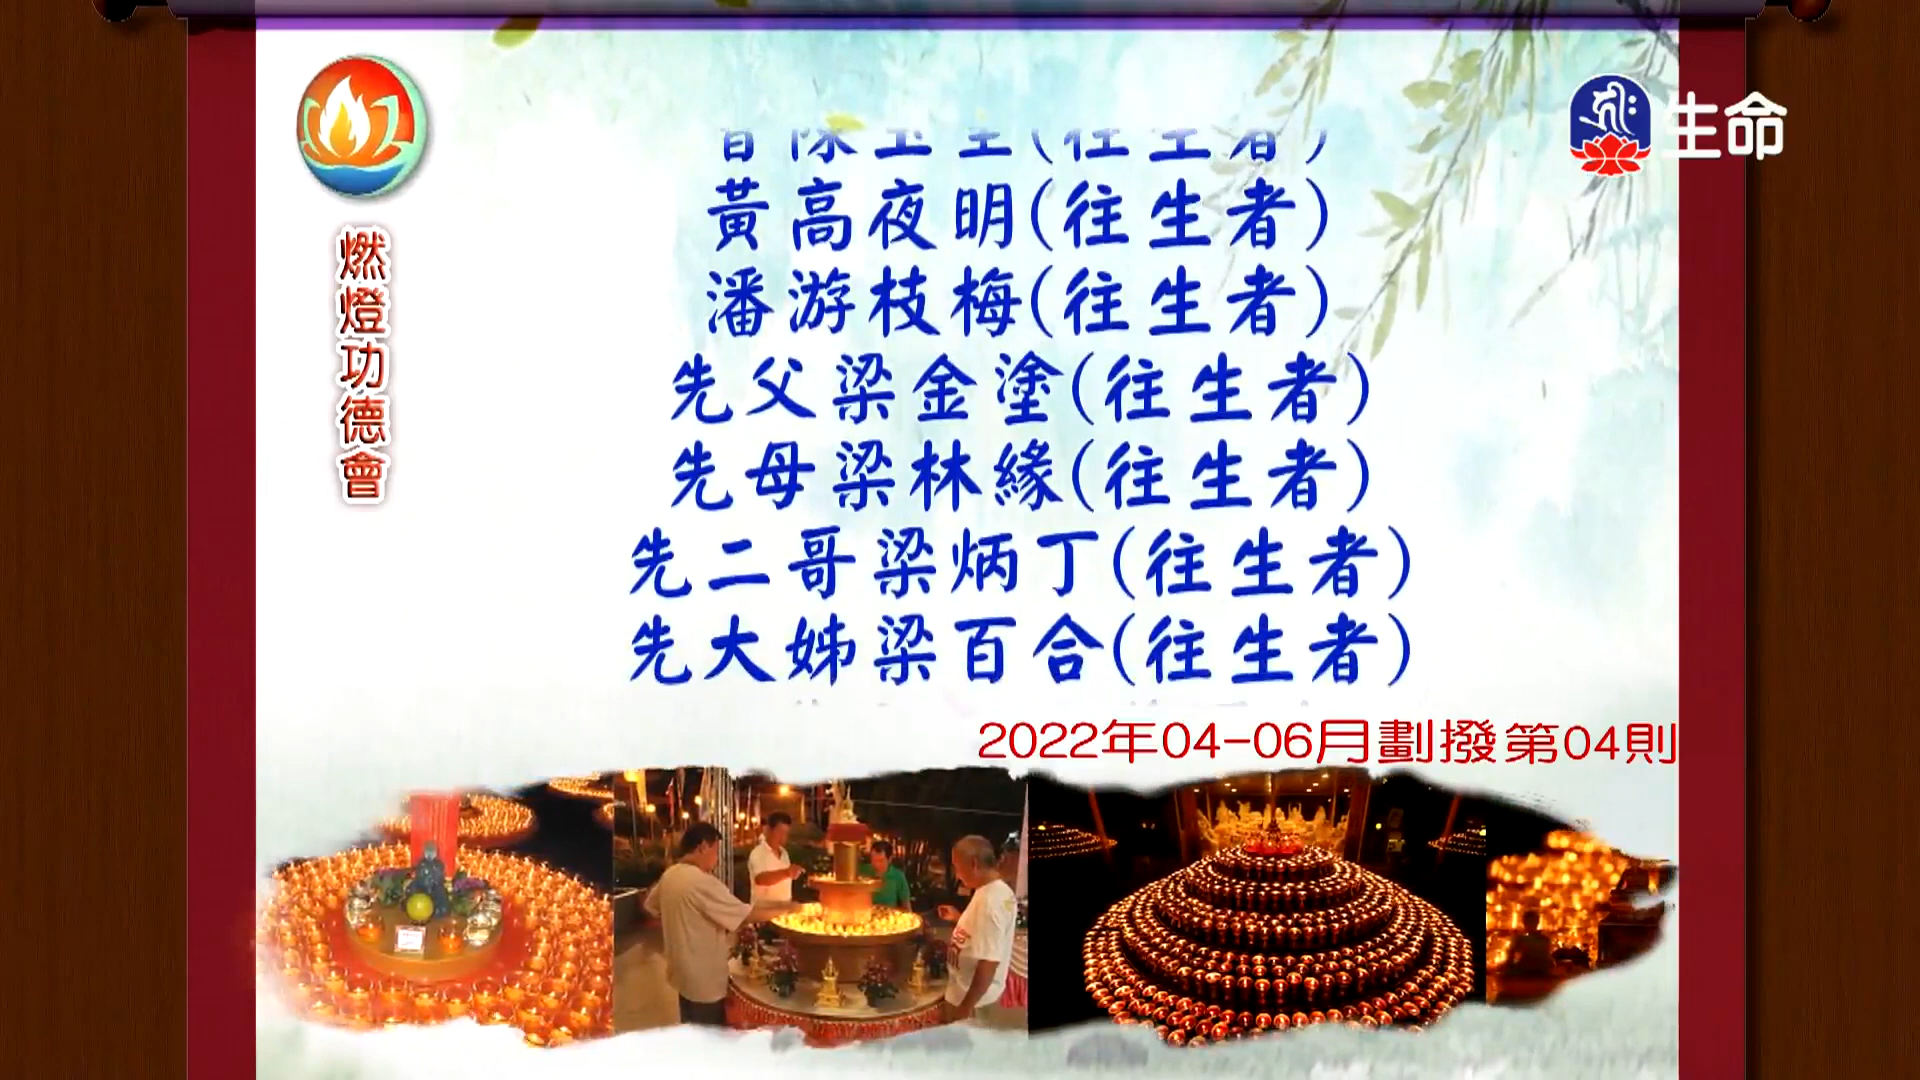 生命
燃燈功德會
黃高夜明(往生者)
潘游枝梅(往生者)
先父梁金塗(往生者)
先母梁林緣(往生者)
先二哥梁炳丁(往生者)
先大姊梁百合(往生者)
2022年04-06月劃撥第04則